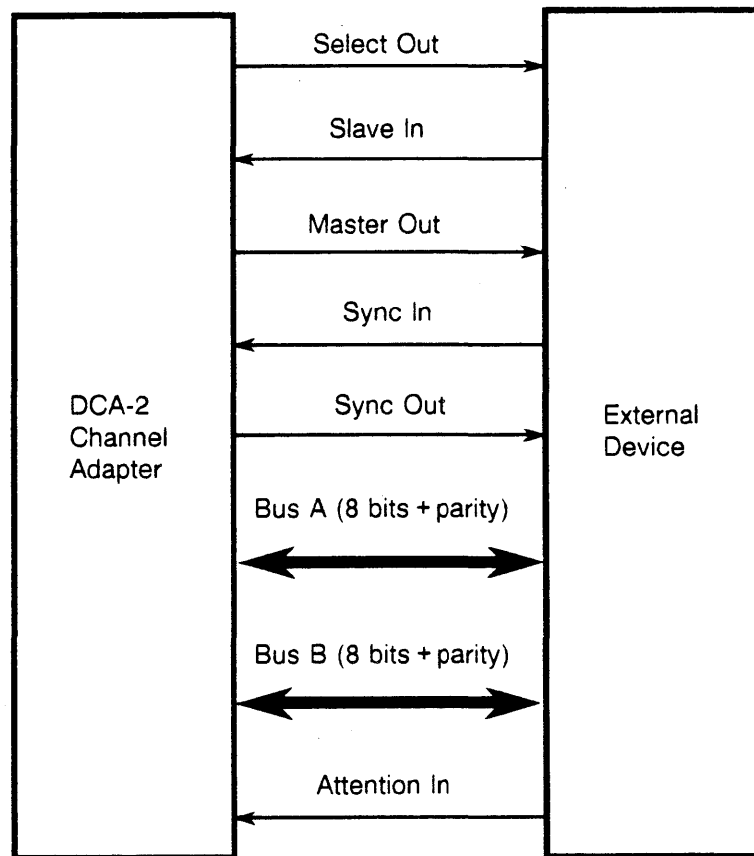 Select Out
Slave In
Master Out
Sync In
Sync Out
DCA-2
Channel
Adapter
External
Device
Bus A (8 bits + parity)
Bus B (8 bits + parity)
Attention In